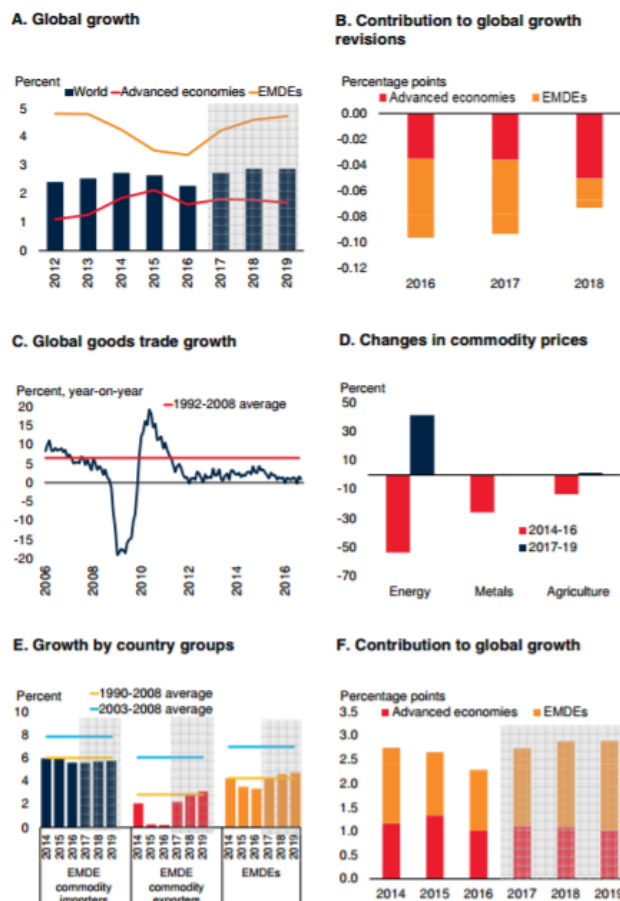 A. Global growth
Percent
World Advanced economies EMDEs
5
4
3
2
1
0
2012 2013 2014 2015 2016 2017 2018 2019
B. Contribution to global growth
revisions
Percentage points
Advanced economies EMDEs
0.00
-0.02
-0.04
-0.06
-0.08
-0.10
-0.12
2016 2017 2018
C. Global goods trade growth
Percent, year-on-year
1992-2008 average
20
15
10
5
0
-5
-10
-15
-20
2006 2008 2010 2012 2014 2016
D. Changes in commodity prices
Percent
50
30
10
-10
-30
-50
-70
2014-16
2017-19
Energy Metals Agriculture
E. Growth by country groups
Percent
1990-2008 average
2003-2008 average
10
8
6
4
2
0
2014 2015 2016 2017 2018 2019 2014 2015 2016 2017 2018 2019 2014 2015 2016 2017 2018 2019
EMDE EMDE EMDEs
commodity commodity
importers exporters
F. Contribution to global growth
Percentage points
Advanced economies EMDEs
3.5
3.0
2.5
2.0
1.5
1.0
0.5
0.0
2014 2015 2016 2017 2018 2019